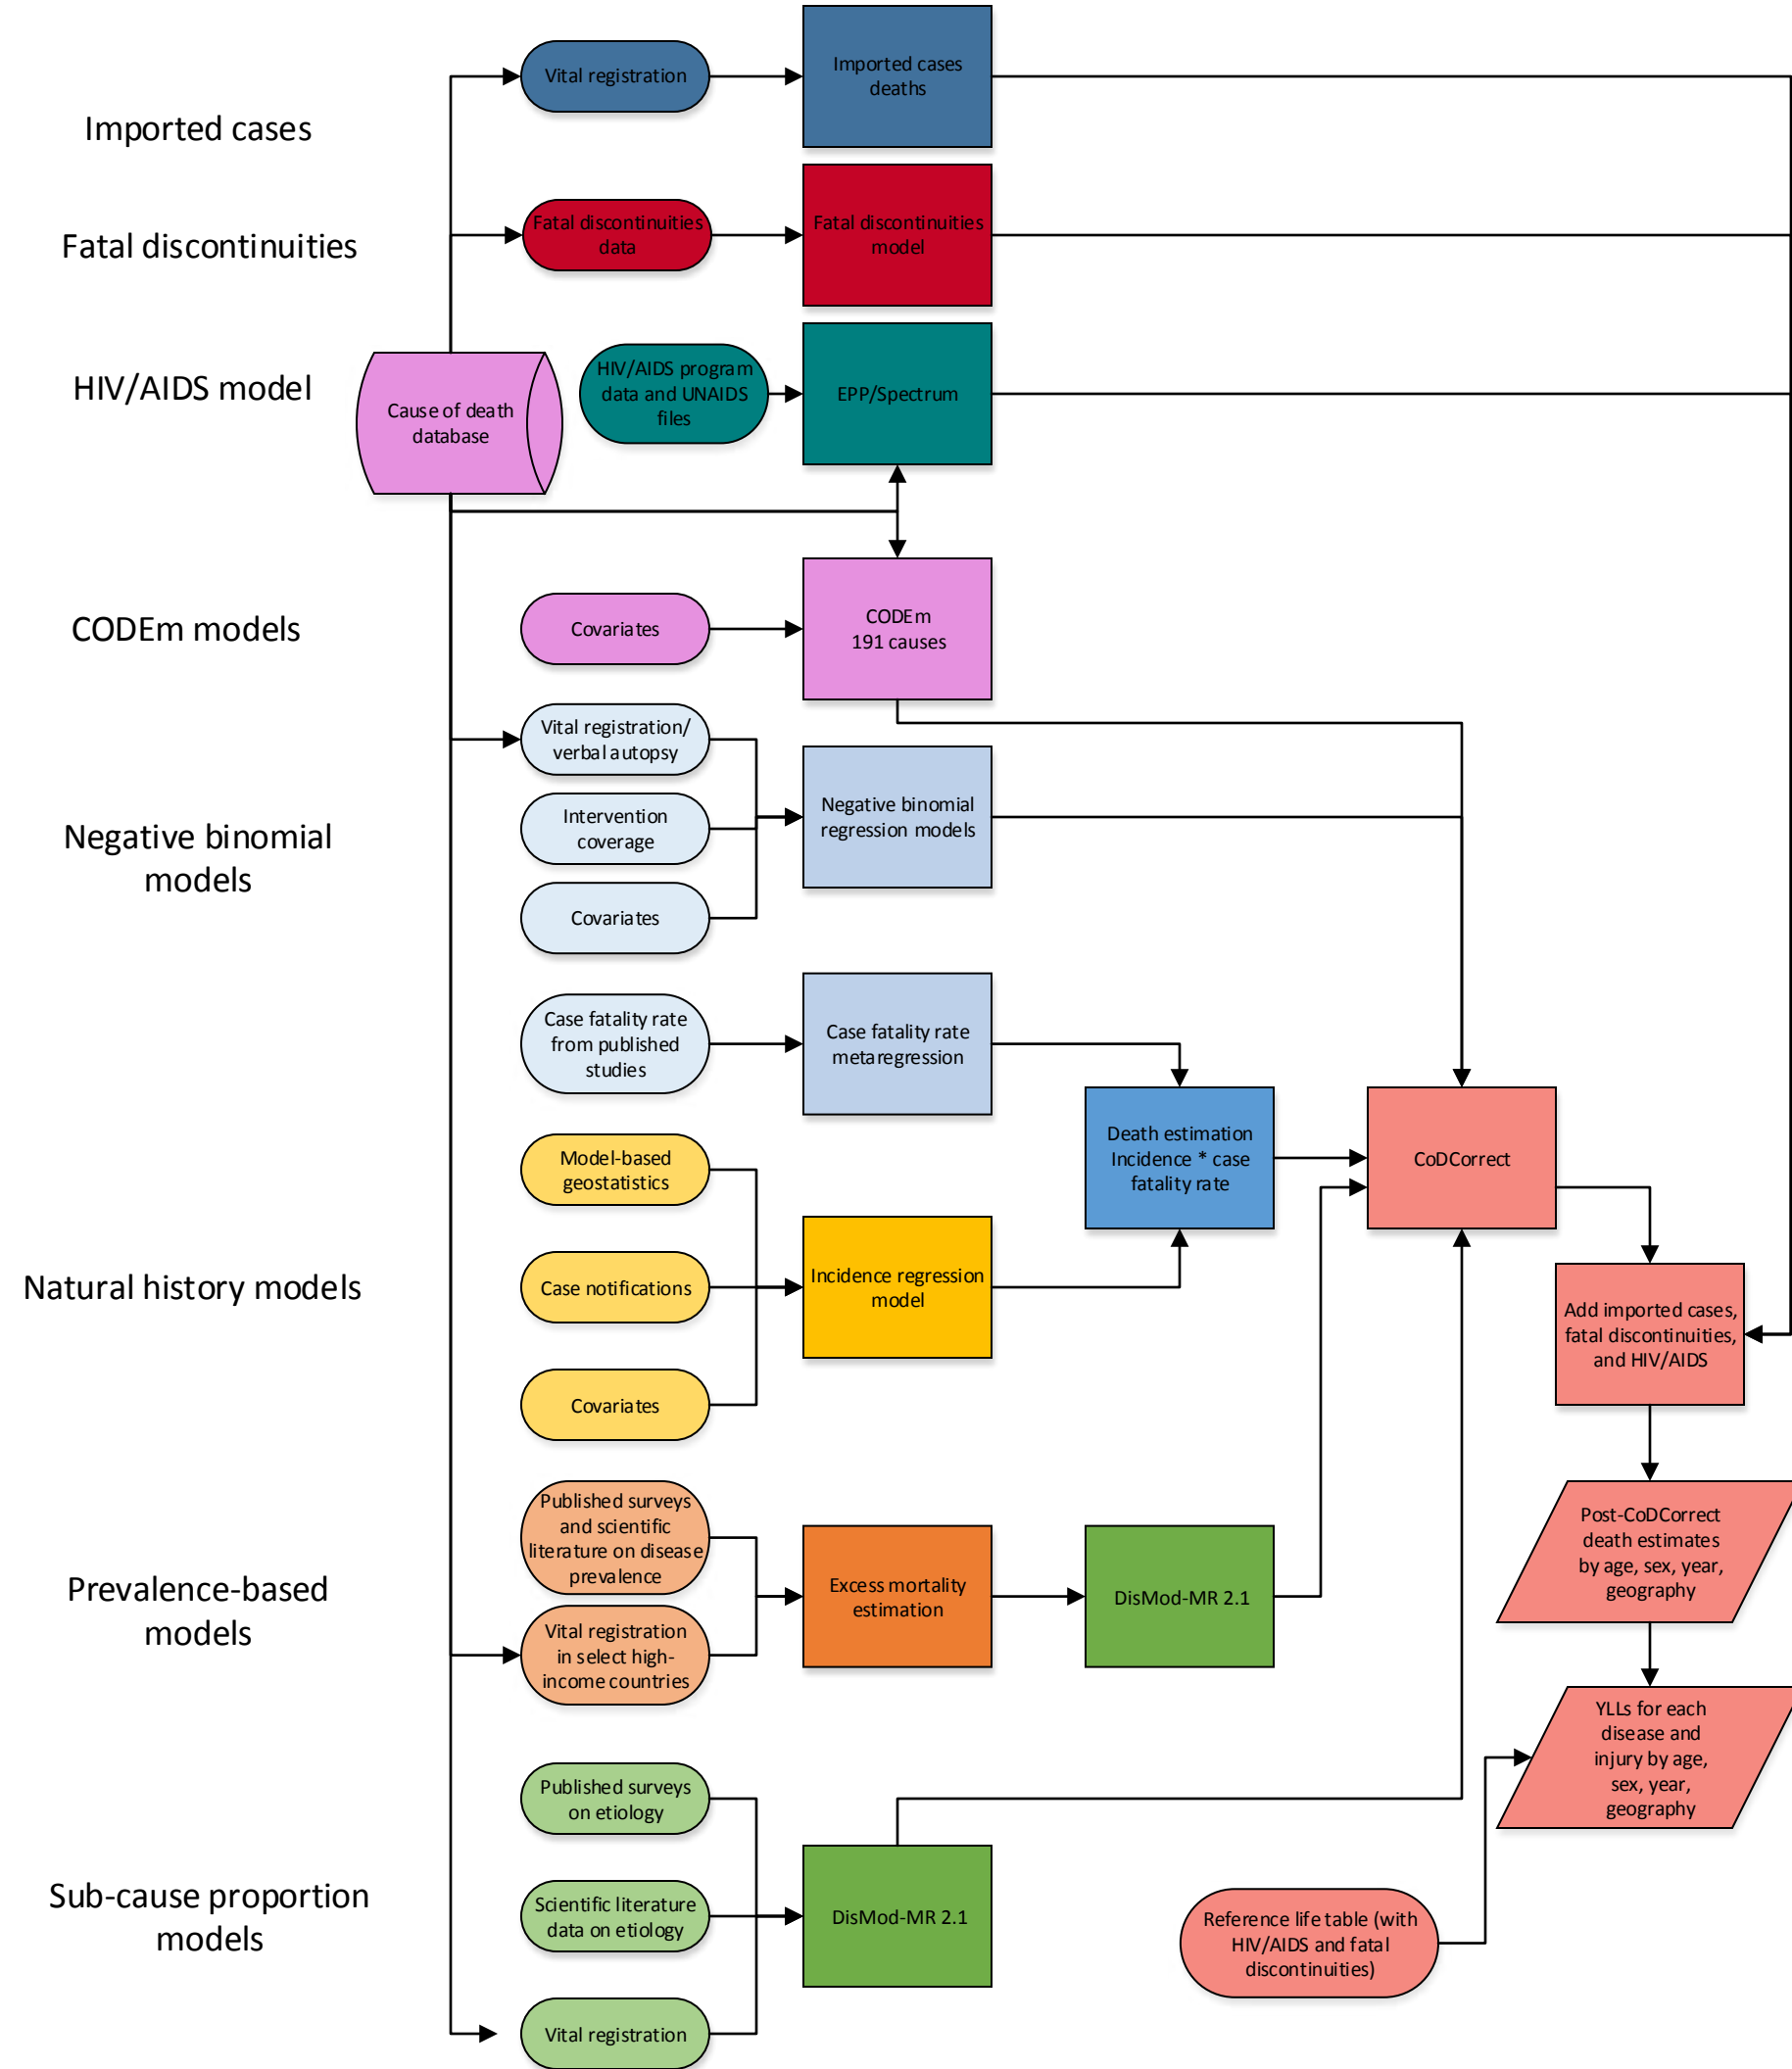 Imported cases
Vital registration
Imported cases
deaths
Fatal discontinuities
Fatal discontinuities
data
Fatal discontinuities
model
HIV/AIDS model
Cause of death
database
HIV/AIDS program
data and UNAIDS
files
EPP/Spectrum
CODEm models
Covariates
CODEm
191 causes
Negative binomial
models
Vital registration/
verbal autopsy
Intervention
coverage
Covariates
Negative binomial
regression models
Case fatality rate
from published
studies
Case fatality rate
metaregression
Death estimation
Incidence * case
fatality rate
CoDCorrect
Natural history models
Model-based
geostatistics
Case notifications
Covariates
Incidence regression
model
Add imported cases,
fatal discontinuities,
and HIV/AIDS
Prevalence-based
models
Published surveys
and scientific
literature on disease
prevalence
Vital registration
in select high-
income countries
Excess mortality
estimation
DisMod-MR 2.1
Post-CoDCorrect
death estimates
by age, sex, year,
geography
YLLs for each
disease and
injury by age,
sex, year,
geography
Sub-cause proportion
models
Published surveys
on etiology
Scientific literature
data on etiology
Vital registration
DisMod-MR 2.1
Reference life table (with
HIV/AIDS and fatal
discontinuities)